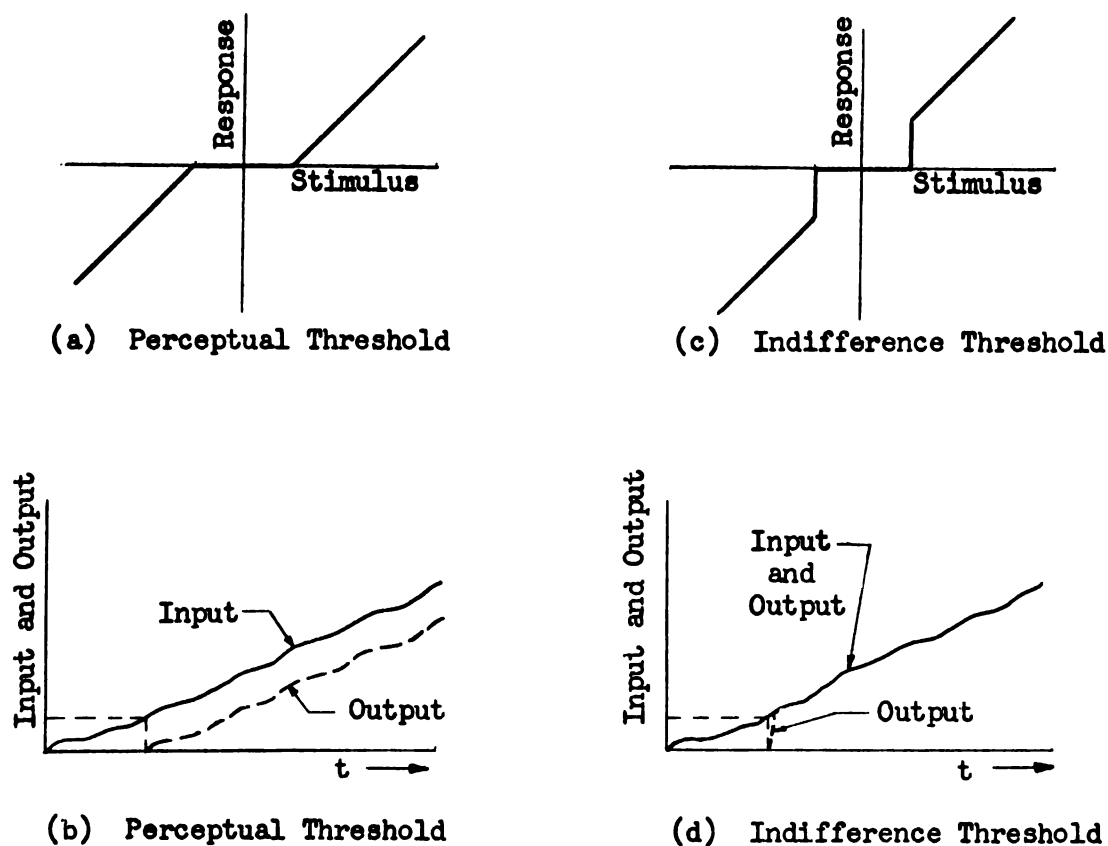 Response
Stimulus
(a) Perceptual Threshold
Response
Stimulus
(c) Indifference Threshold
Input and Output
Input
Output
t
(b) Perceptual Threshold
Input and Output
Input
and
Output
Output
t
(d) Indifference Threshold